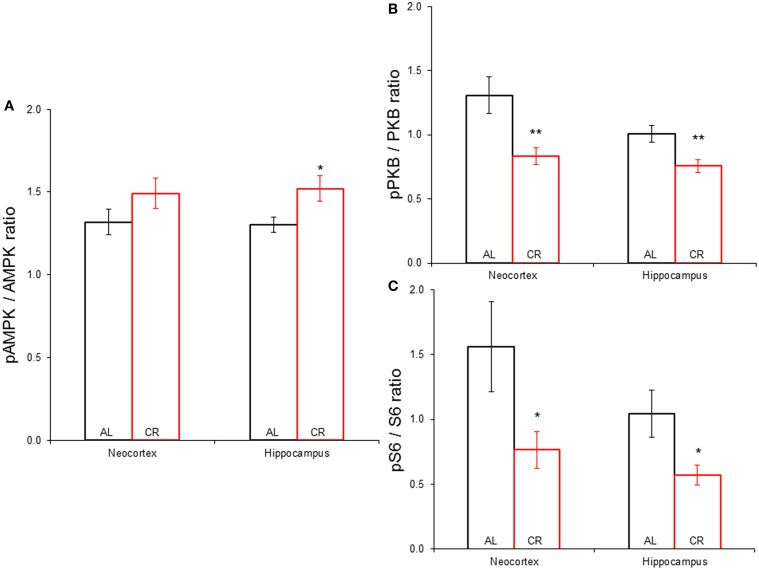 A
pAMPK / AMPK ratio
2.0
1.5
1.0
0.5
0.0
*
AL CR AL CR
Neocortex Hippocampus
B
pPKB / PKB ratio
2.0
1.5
1.0
0.5
0.0
** **
AL CR AL CR
Neocortex Hippocampus
C
pS6 / S6 ratio
2.0
1.5
1.0
0.5
0.0
* *
AL CR AL CR
Neocortex Hippocampus